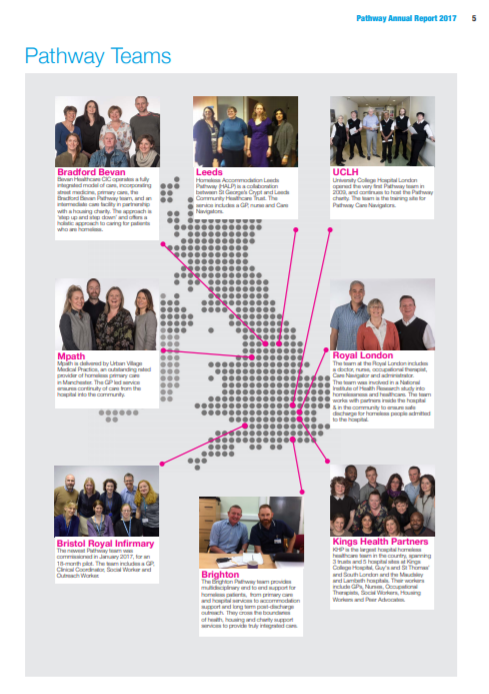 Pathway Annual Report 2017 5
Pathway Teams
Bradford Bevan
Bevan Healthcare CIC operates a fully
integrated model of care, incorporating
street medicine, primary care, the
Bradford Bevan Pathway team, and an
intermediate care facility in partnership
with a housing charity. The approach is
'step up and step down' and offers a
holistic approach to caring for patients
who are homeless.
Leeds
Homeless Accommodation Leeds
Pathway (HALP) is a collaboration
between St George's Crypt and Leeds
Community Healthcare Trust. The
service includes a GP, nurse and Care
Navigators.
UCLH
University College Hospital London
opened the very first Pathway team in
2009, and continues to host the Pathway
charity. The team is the training site for
Pathway Care Navigators.
Mpath
Mpath is delivered by Urban Village
Medical Practice, an outstanding rated
provider of homeless primary care
in Manchester. The GP led service
ensures continuity of care from the
hospital into the community.
Royal London
The team at the Royal London includes
a doctor, nurse, occupational therapist,
Care Navigator and administrator.
The team was involved in a National
Institute of Health Research study into
homelessness and healthcare. The team
works with partners inside the hospital
& in the community to ensure safe
discharge for homeless people admitted
to the hospital.
Bristol Royal Infirmary
The newest Pathway team was
commissioned in January 2017, for an
18-month pilot. The team includes a GP,
Clinical Coordinator, Social Worker and
Outreach Worker.
Brighton
The Brighton Pathway team provides
multidisciplinary end to end support for
homeless patients, from primary care
and hospital services to accommodation
support and long term post-discharge
outreach. They cross the boundaries
of health, housing and charity support
services to provide truly integrated care.
Kings Health Partners
KHP is the largest hospital homeless
healthcare team in the country, spanning
3 trusts and 5 hospital sites at Kings
College Hospital, Guy's and St Thomas'
and South London and the Maudsley
and Lambeth hospitals. Their workers
include GPs, Nurses, Occupational
Therapists, Social Workers, Housing
Workers and Peer Advocates.